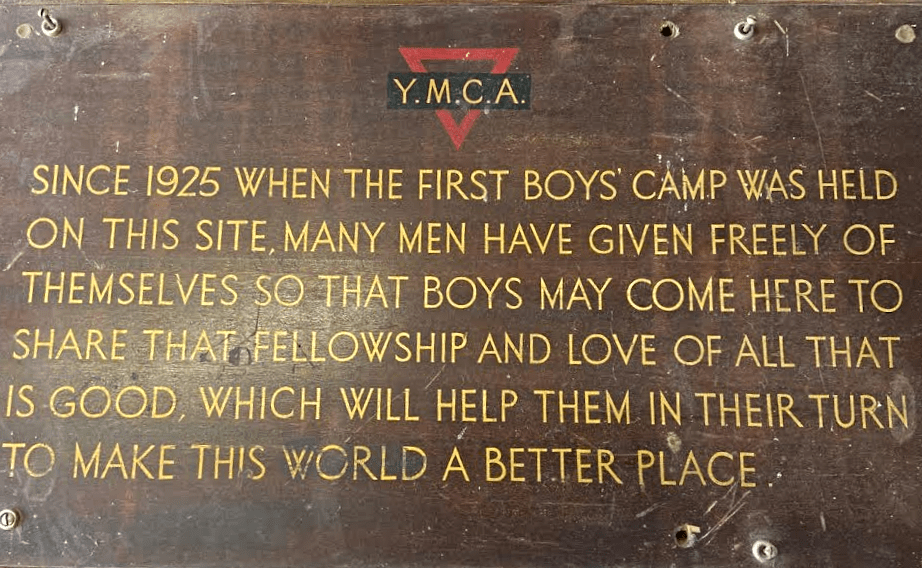 Y.M.C.A.
SINCE 1925 WHEN THE FIRST BOYS' CAMP WAS HELD
ON THIS SITE, MANY MEN HAVE GIVEN FREELY OF
THEMSELVES SO THAT BOYS MAY COME HERE TO
SHARE THAT FELLOWSHIP AND LOVE OF ALL THAT
IS GOOD, WHICH WILL HELP THEM IN THEIR TURN
TO MAKE THIS WORLD A BETTER PLACE.